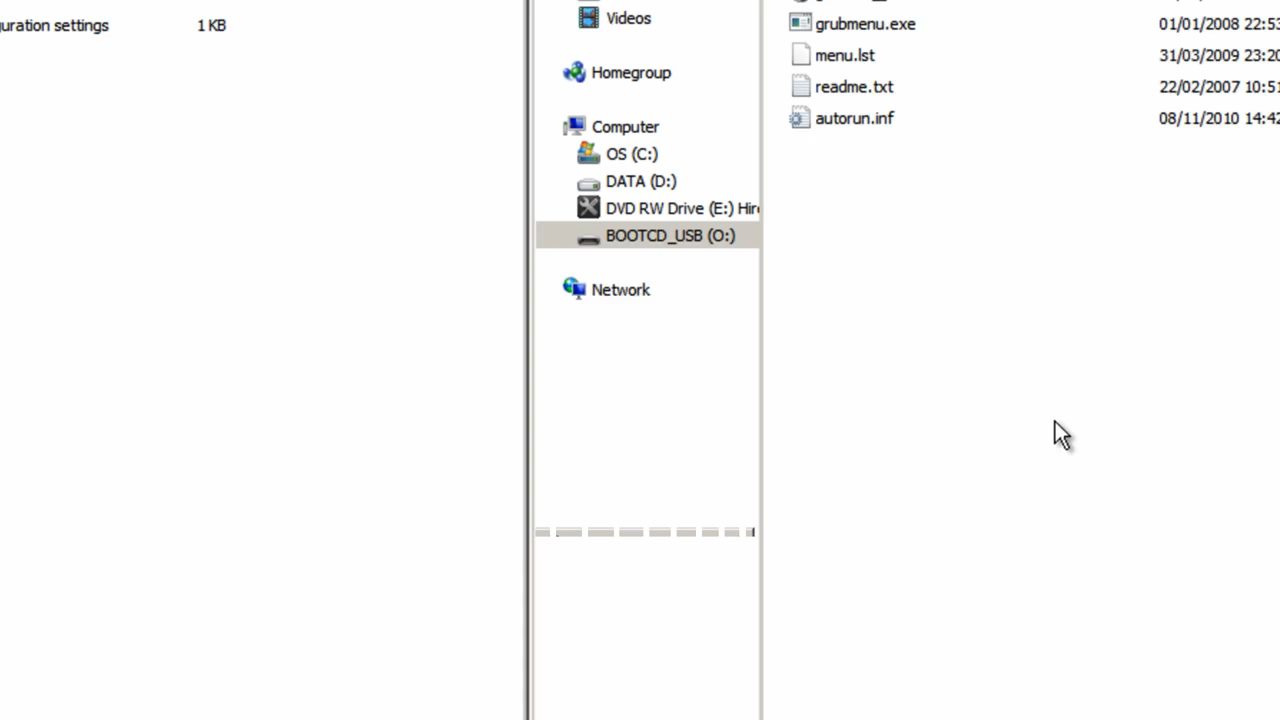 guration settings 1 KB
Videos
Homegroup
Computer
OS (C:)
DATA (D:)
DVD RW Drive (E:) Hire
BOOTCD_USB (O:)
Network
grubmenu.exe 01/01/2008 22:53
menu.lst 31/03/2009 23:20
readme.txt 22/02/2007 10:51
autorun.inf 08/11/2010 14:42